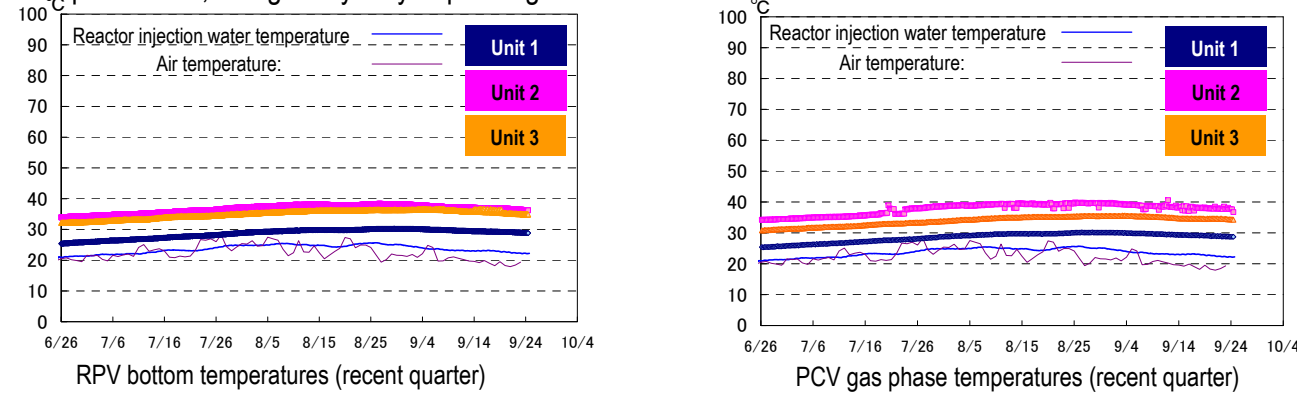 ℃
100
90
80
70
60
50
40
30
20
10
0
Reactor injection water temperature
Air temperature:
Unit 1
Unit 2
Unit 3
6/26 7/6 7/16 7/26 8/5 8/15 8/25 9/4 9/14 9/24 10/4
RPV bottom temperatures (recent quarter)
℃
100
90
80
70
60
50
40
30
20
10
0
Reactor injection water temperature
Air temperature:
Unit 1
Unit 2
Unit 3
6/26 7/6 7/16 7/26 8/5 8/15 8/25 9/4 9/14 9/24 10/4
PCV gas phase temperatures (recent quarter)